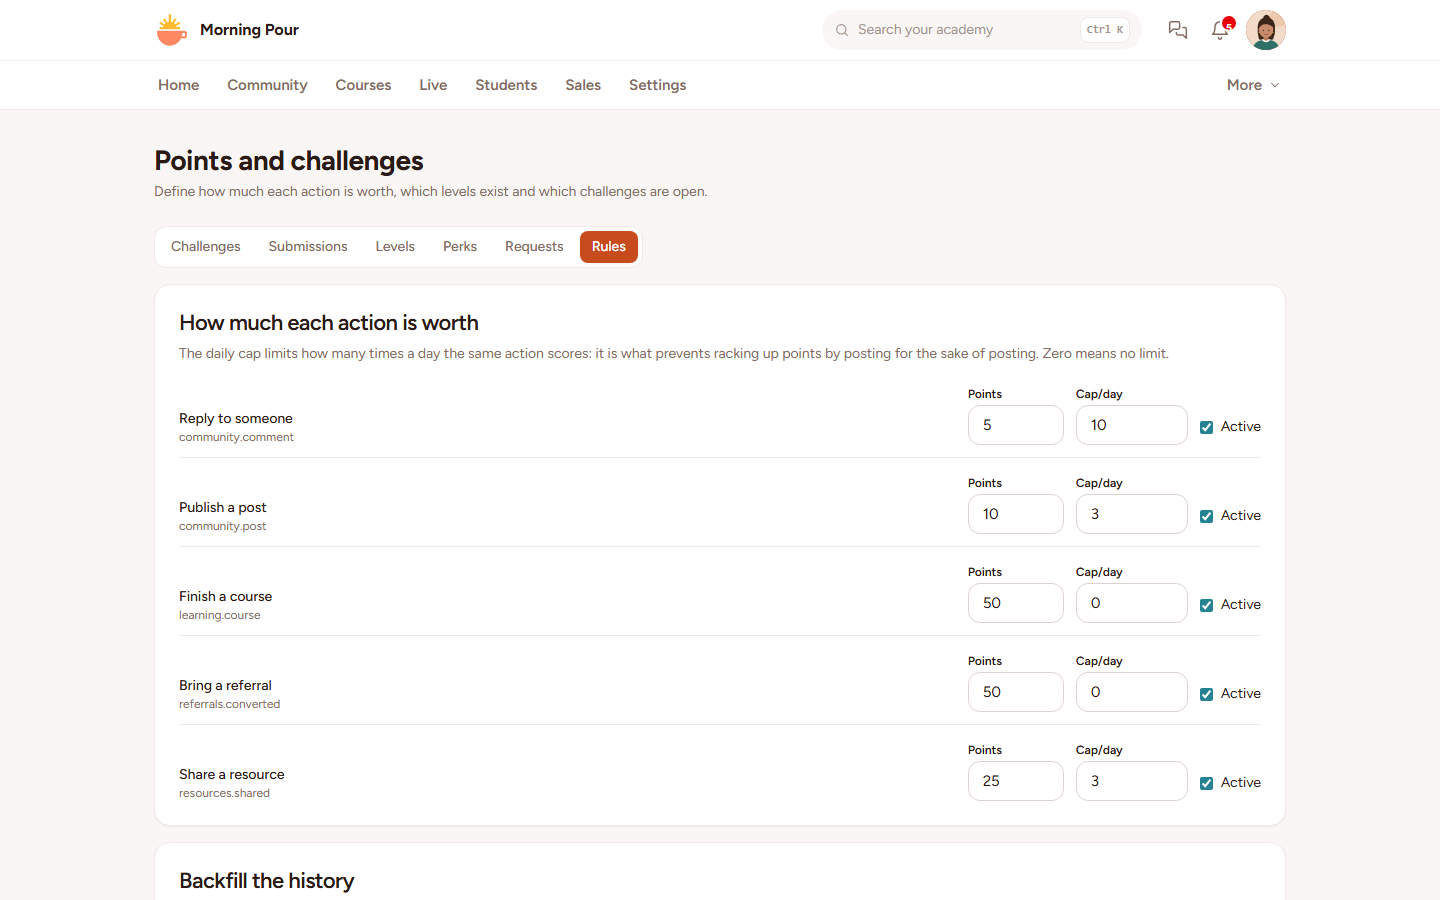 Morning Pour
Search your academy
Ctrl K
5
Home
Community
Courses
Live
Students
Sales
Settings
More
Points and challenges
Define how much each action is worth, which levels exist and which challenges are open.
Challenges
Submissions
Levels
Perks
Requests
Rules
How much each action is worth
The daily cap limits how many times a day the same action scores: it is what prevents racking up points by posting for the sake of posting. Zero means no limit.
Reply to someone
community.comment
Points
5
Cap/day
10
Active
Publish a post
community.post
Points
10
Cap/day
3
Active
Finish a course
learning.course
Points
50
Cap/day
0
Active
Bring a referral
referrals.converted
Points
50
Cap/day
0
Active
Share a resource
resources.shared
Points
25
Cap/day
3
Active
Backfill the history